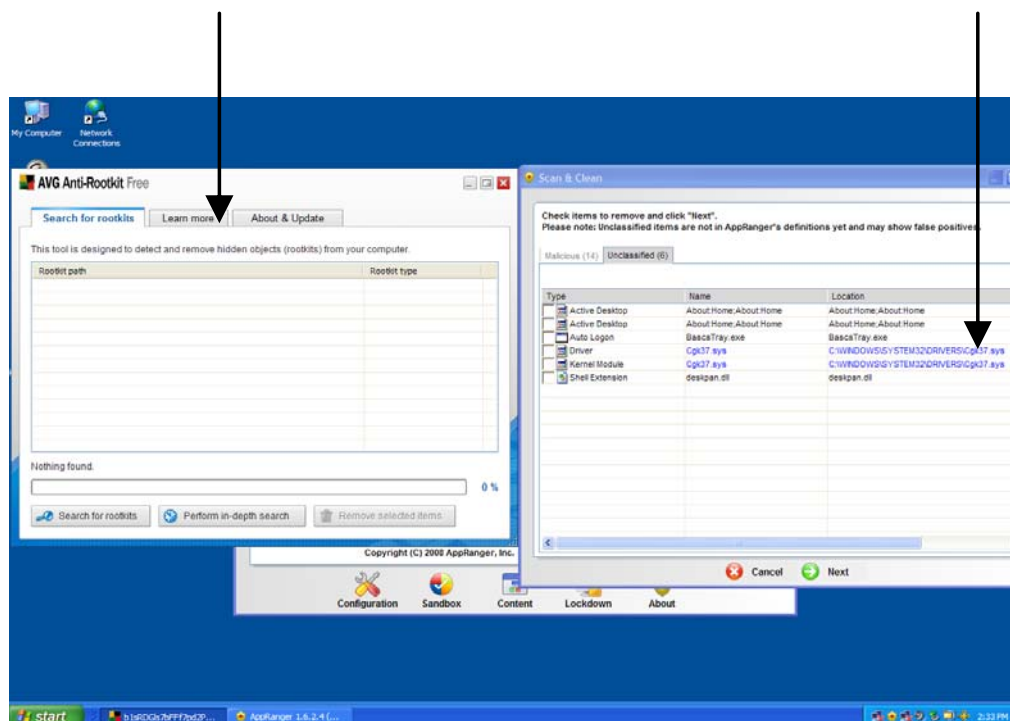 My Computer
Network Connections
AVG Anti-Rootkit Free
Search for rootkits
Learn more
About & Update
This tool is designed to detect and remove hidden objects (rootkits) from your computer.
Rootkit path
Rootkit type
Nothing found.
0 %
Search for rootkits
Perform in-depth search
Remove selected items
Scan & Clean
Check items to remove and click "Next".
Please note: Unclassified items are not in AppRanger's definitions yet and may show false positives.
Malicious (14)
Unclassified (6)
Type Name Location
Active Desktop About:Home;About:Home About:Home;About:Home
Active Desktop About:Home;About:Home About:Home;About:Home
Auto Logon BascsTray.exe BascsTray.exe
Driver Cgk37.sys C:\WINDOWS\SYSTEM32\DRIVERS\Cgk37.sys
Kernel Module Cgk37.sys C:\WINDOWS\SYSTEM32\DRIVERS\Cgk37.sys
Shell Extension deskpan.dll deskpan.dll
Cancel
Next
Copyright (C) 2008 AppRanger, Inc.
Configuration
Sandbox
Content
Lockdown
About
start
AppRanger 1.6.2.4 (...
2:33 PM